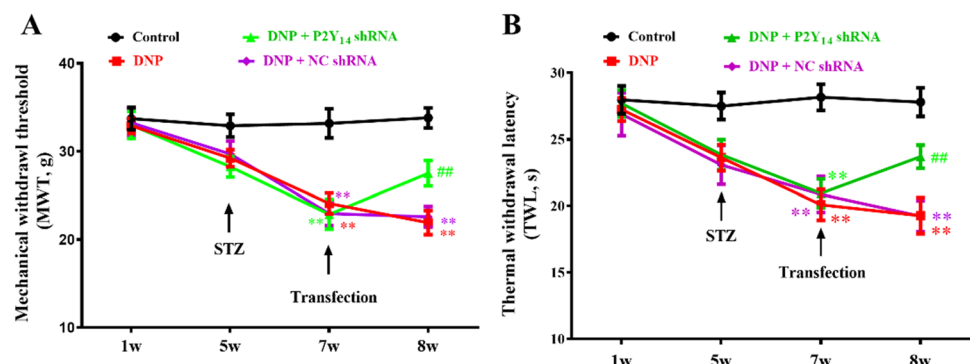 A
Control
DNP + P2Y14 shRNA
DNP
DNP + NC shRNA
Mechanical withdrawl threshold
(MWT, g)
40
30
20
10
##
**
**
**
**
**
STZ
Transfection
1w
5w
7w
8w
B
Control
DNP + P2Y14 shRNA
DNP
DNP + NC shRNA
Thermal withdrawal latency
(TWL, s)
30
25
20
15
10
##
**
**
**
**
**
STZ
Transfection
1w
5w
7w
8w